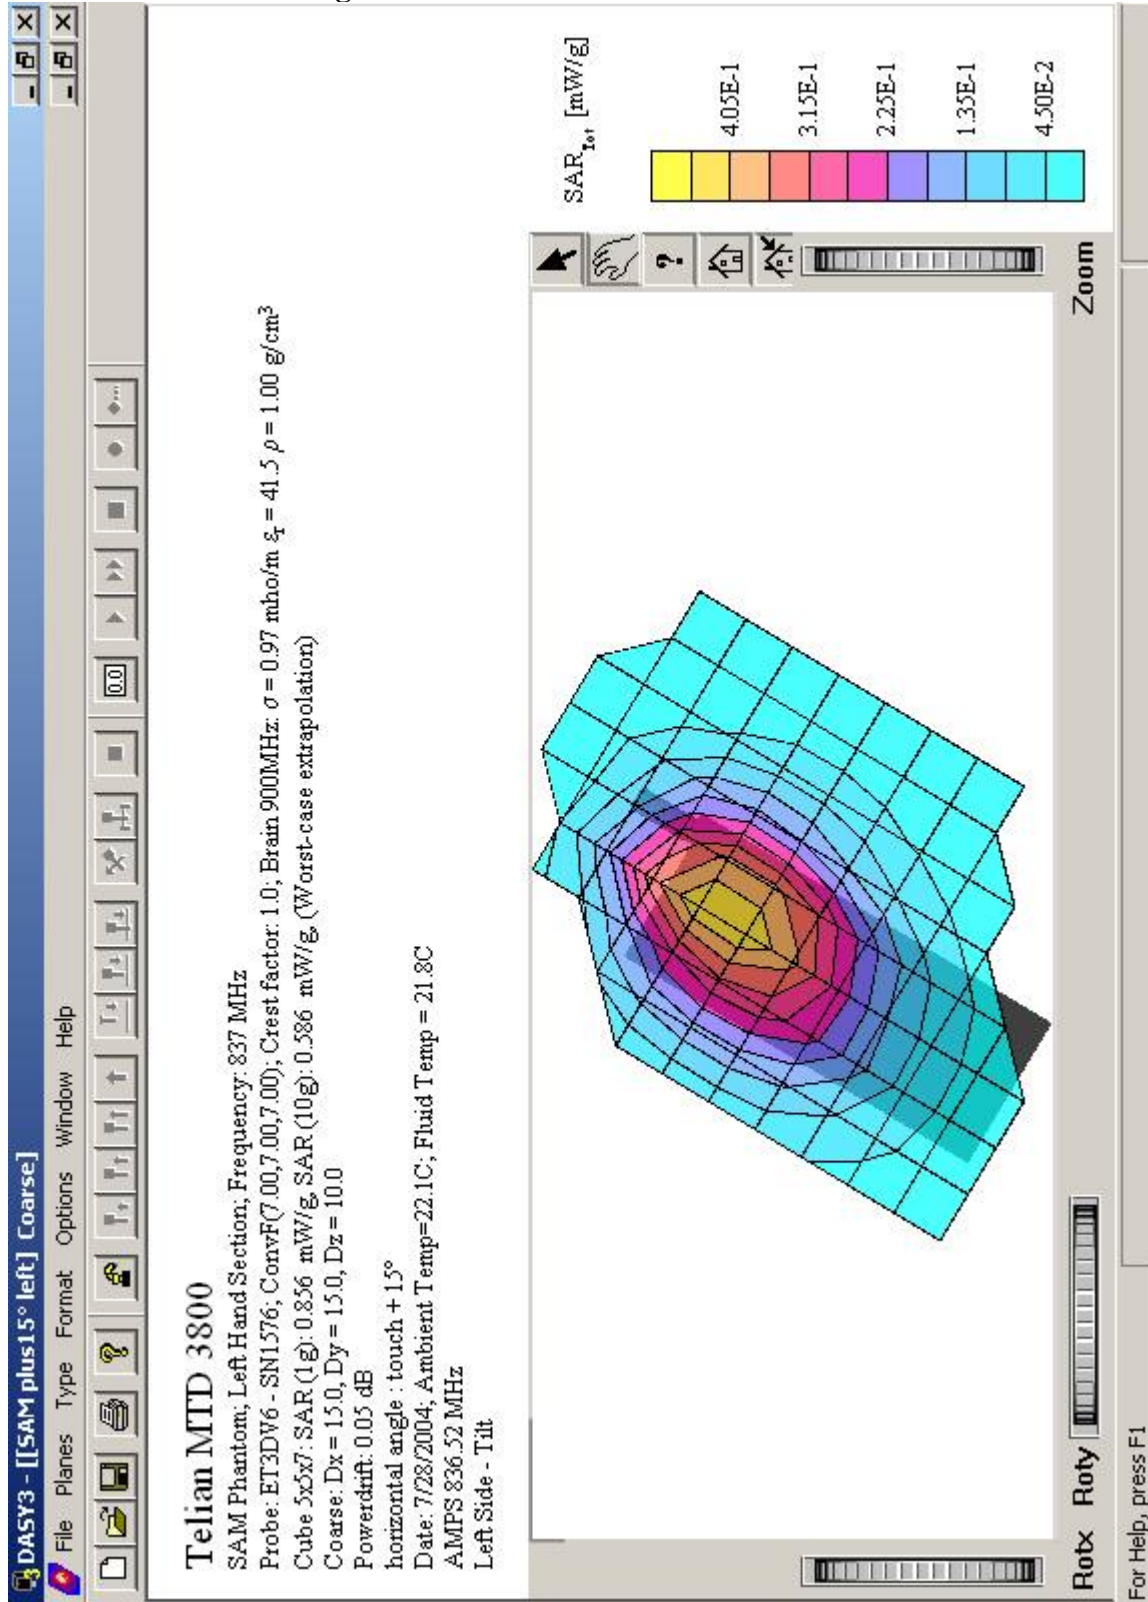 DASY3 - [[SAM plus15° left] Coarse]
File Planes Type Format Options Window Help
0.0
Telian MTD 3800
SAM Phantom; Left Hand Section; Frequency: 837 MHz
Probe: ET3DV6 - SN1576; ConvF(7.00,7.00,7.00); Crest factor: 1.0; Brain 900MHz: σ = 0.97 mho/m εr = 41.5 ρ = 1.00 g/cm³
Cube 5x5x7: SAR (1g): 0.856 mW/g, SAR (10g): 0.586 mW/g, (Worst-case extrapolation)
Coarse: Dx = 15.0, Dy = 15.0, Dz = 10.0
Powerdrift: 0.05 dB
horizontal angle : touch + 15°
Date: 7/28/2004; Ambient Temp=22.1C; Fluid Temp = 21.8C
AMPS 836.52 MHz
Left Side - Tilt
SARTot [mW/g]
4.05E-1
3.15E-1
2.25E-1
1.35E-1
4.50E-2
Rotx Roty Zoom
For Help, press F1